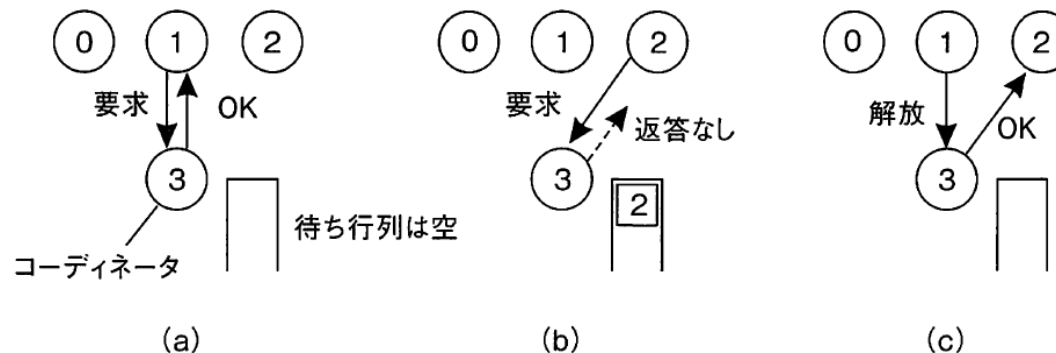 0 1 2
要求 OK
3
待ち行列は空
コーディネータ
(a)
0 1 2
要求
返答なし
3
2
(b)
0 1 2
解放
OK
3
(c)